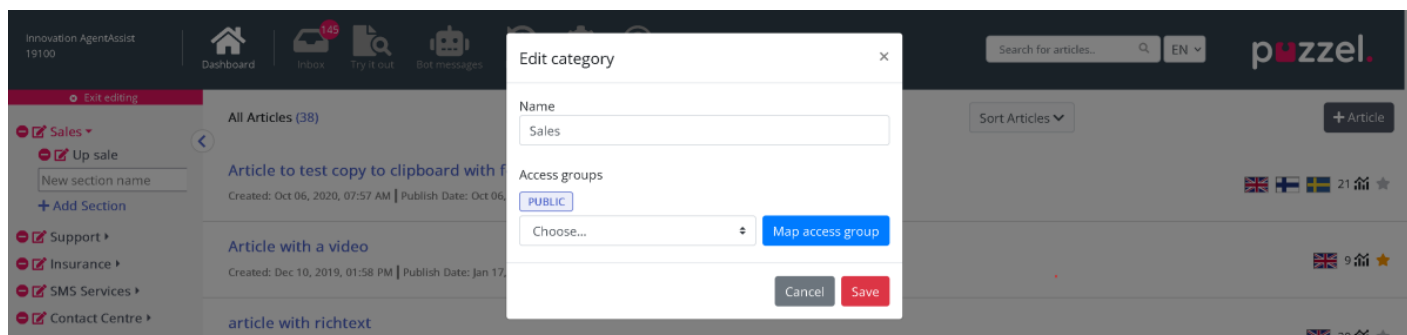 Innovation AgentAssist
19100
Dashboard
145
Inbox
Try it out
Bot messages
Search for articles..
EN
puzzel.
Exit editing
Sales
Up sale
New section name
+ Add Section
Support
Insurance
SMS Services
Contact Centre
All Articles (38)
Sort Articles
+ Article
Article to test copy to clipboard with f
Created: Oct 06, 2020, 07:57 AM | Publish Date: Oct 06,
21
Article with a video
Created: Dec 10, 2019, 01:58 PM | Publish Date: Jan 17,
9
article with richtext
Edit category
×
Name
Sales
Access groups
PUBLIC
Choose...
Map access group
Cancel
Save